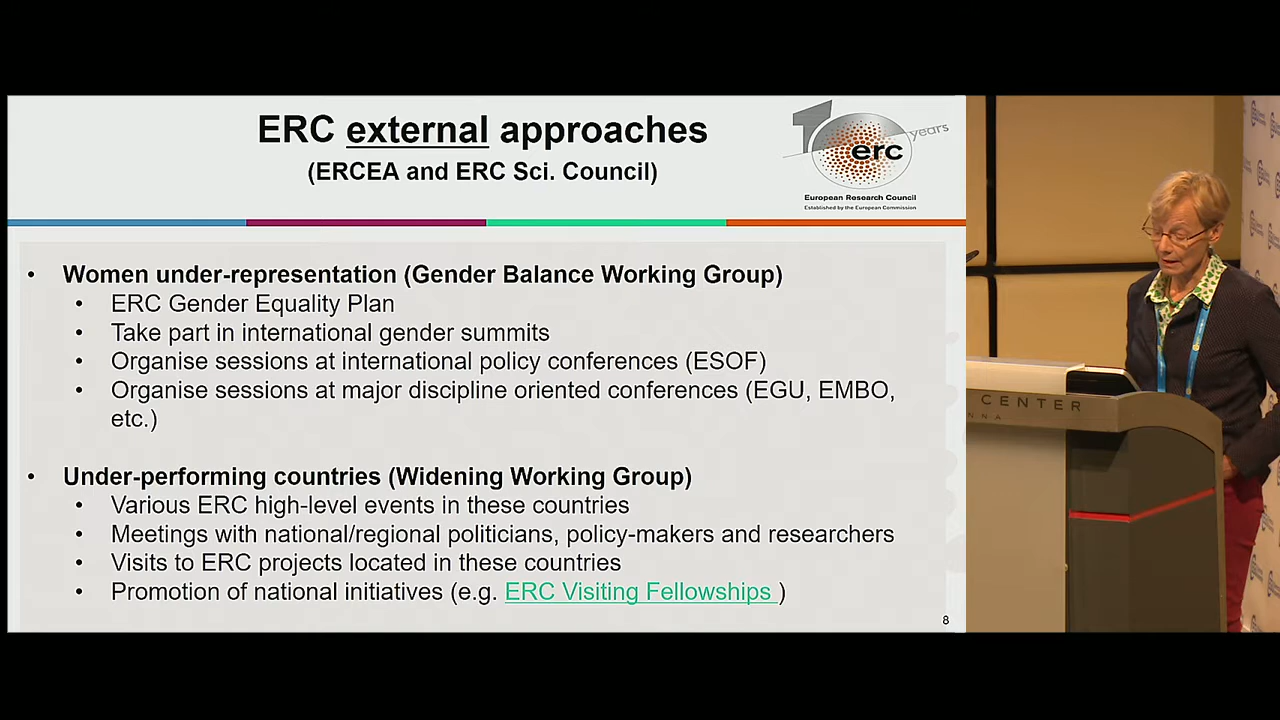 ERC external approaches
(ERCEA and ERC Sci. Council)
years
erc
European Research Council
Established by the European Commission
• Women under-representation (Gender Balance Working Group)
• ERC Gender Equality Plan
• Take part in international gender summits
• Organise sessions at international policy conferences (ESOF)
• Organise sessions at major discipline oriented conferences (EGU, EMBO,
etc.)
• Under-performing countries (Widening Working Group)
• Various ERC high-level events in these countries
• Meetings with national/regional politicians, policy-makers and researchers
• Visits to ERC projects located in these countries
• Promotion of national initiatives (e.g. ERC Visiting Fellowships )
8
CENTER